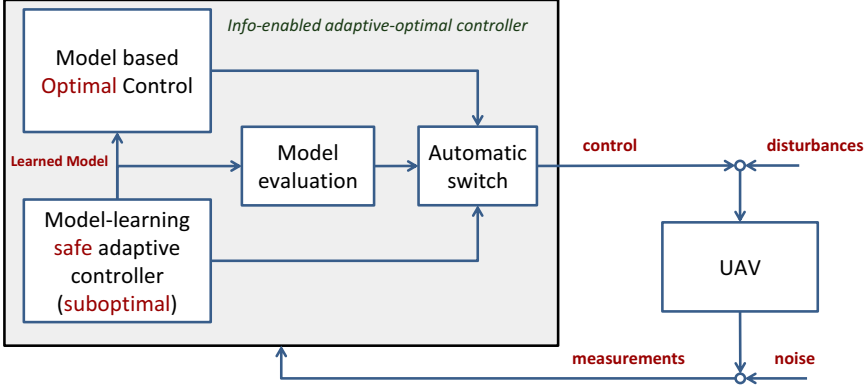 Info-enabled adaptive-optimal controller
Model based
Optimal Control
Learned Model
Model
evaluation
Automatic
switch
control
disturbances
Model-learning
safe adaptive
controller
(suboptimal)
UAV
measurements
noise